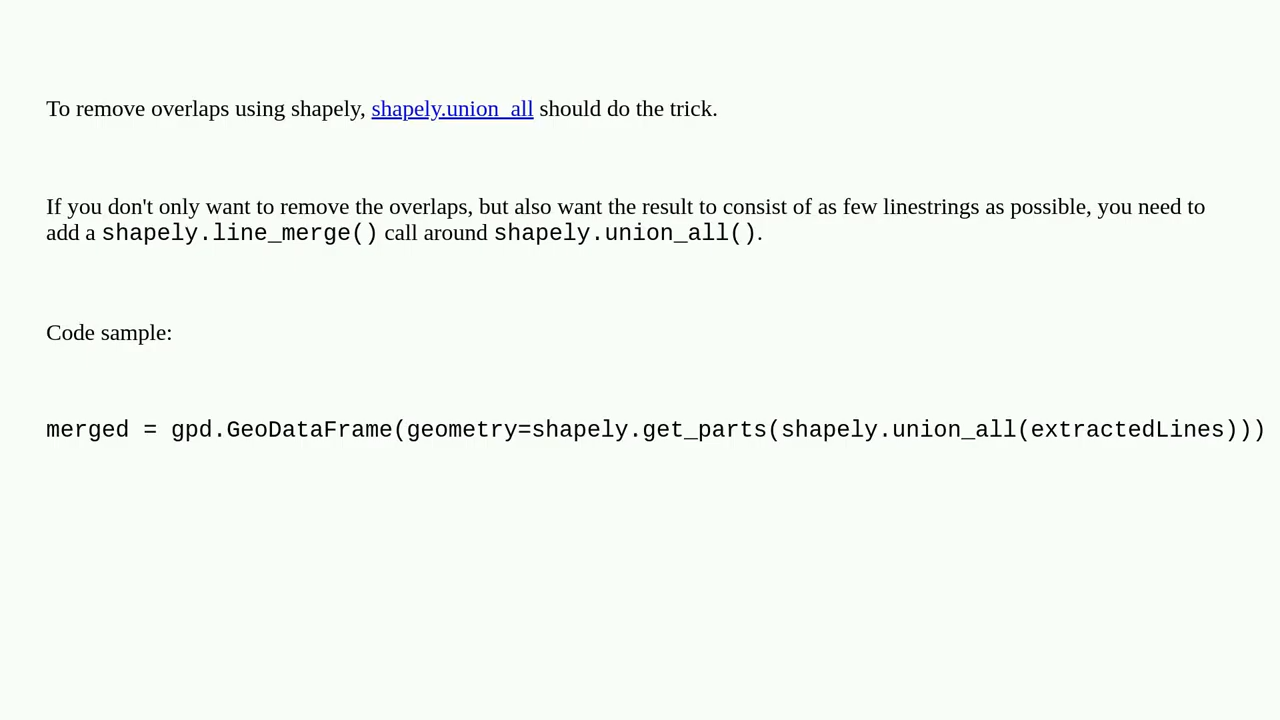 To remove overlaps using shapely, shapely.union_all should do the trick.
If you don't only want to remove the overlaps, but also want the result to consist of as few linestrings as possible, you need to
add a shapely.line_merge() call around shapely.union_all().
Code sample:
merged = gpd.GeoDataFrame(geometry=shapely.get_parts(shapely.union_all(extractedLines)))